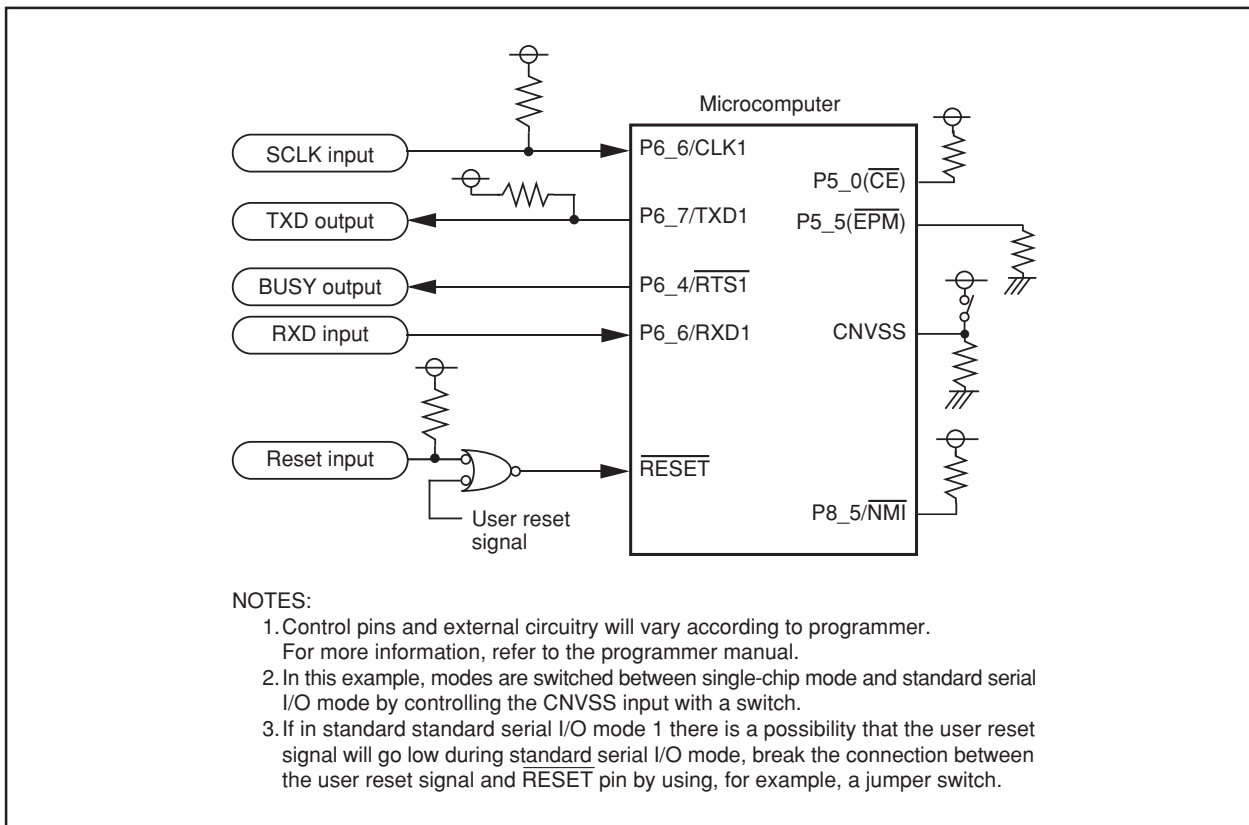 Microcomputer
SCLK input
P6_6/CLK1
P5_0(CE)
TXD output
P6_7/TXD1
P5_5(EPM)
BUSY output
P6_4/RTS1
RXD input
P6_6/RXD1
CNVSS
Reset input
RESET
User reset
signal
P8_5/NMI
NOTES:
1.Control pins and external circuitry will vary according to programmer.
For more information, refer to the programmer manual.
2.In this example, modes are switched between single-chip mode and standard serial
I/O mode by controlling the CNVSS input with a switch.
3.If in standard standard serial I/O mode 1 there is a possibility that the user reset
signal will go low during standard serial I/O mode, break the connection between
the user reset signal and RESET pin by using, for example, a jumper switch.